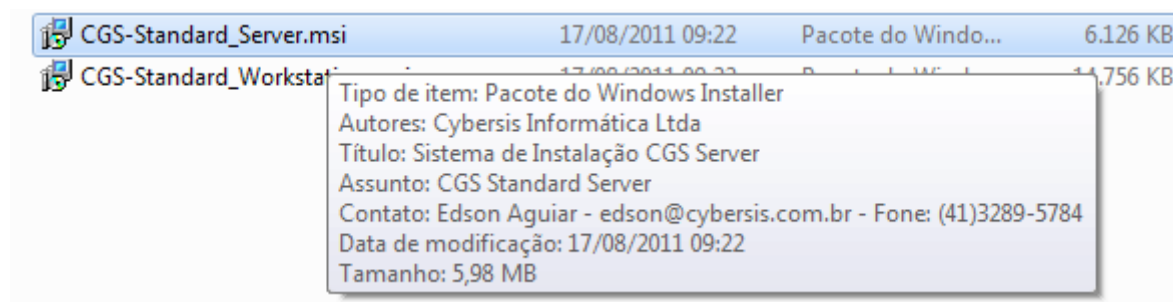 CGS-Standard_Server.msi 17/08/2011 09:22 Pacote do Windo... 6.126 KB
CGS-Standard_Workstat
Tipo de item: Pacote do Windows Installer
Autores: Cybersis Informática Ltda
Título: Sistema de Instalação CGS Server
Assunto: CGS Standard Server
Contato: Edson Aguiar - edson@cybersis.com.br - Fone: (41)3289-5784
Data de modificação: 17/08/2011 09:22
Tamanho: 5,98 MB